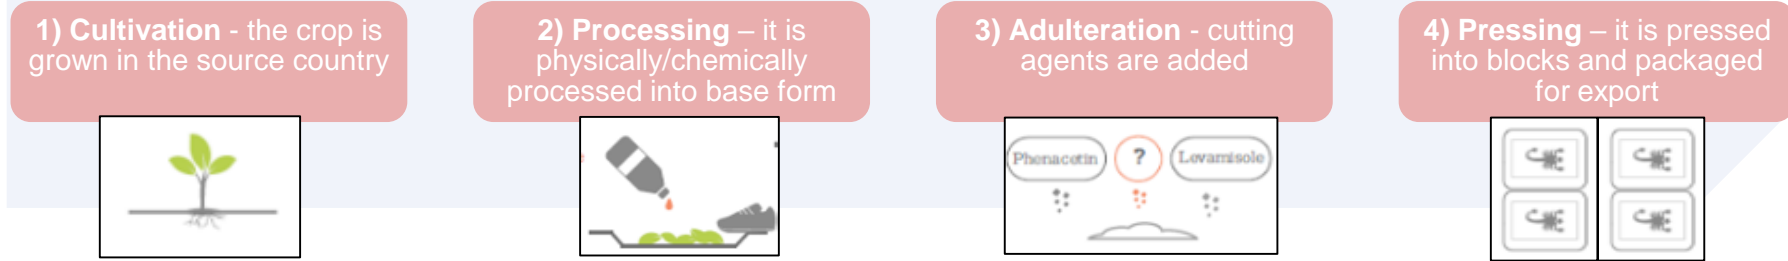 1) Cultivation - the crop is
grown in the source country
2) Processing – it is
physically/chemically
processed into base form
3) Adulteration - cutting
agents are added
4) Pressing – it is pressed
into blocks and packaged
for export
Phenacetin
?
Levamisole